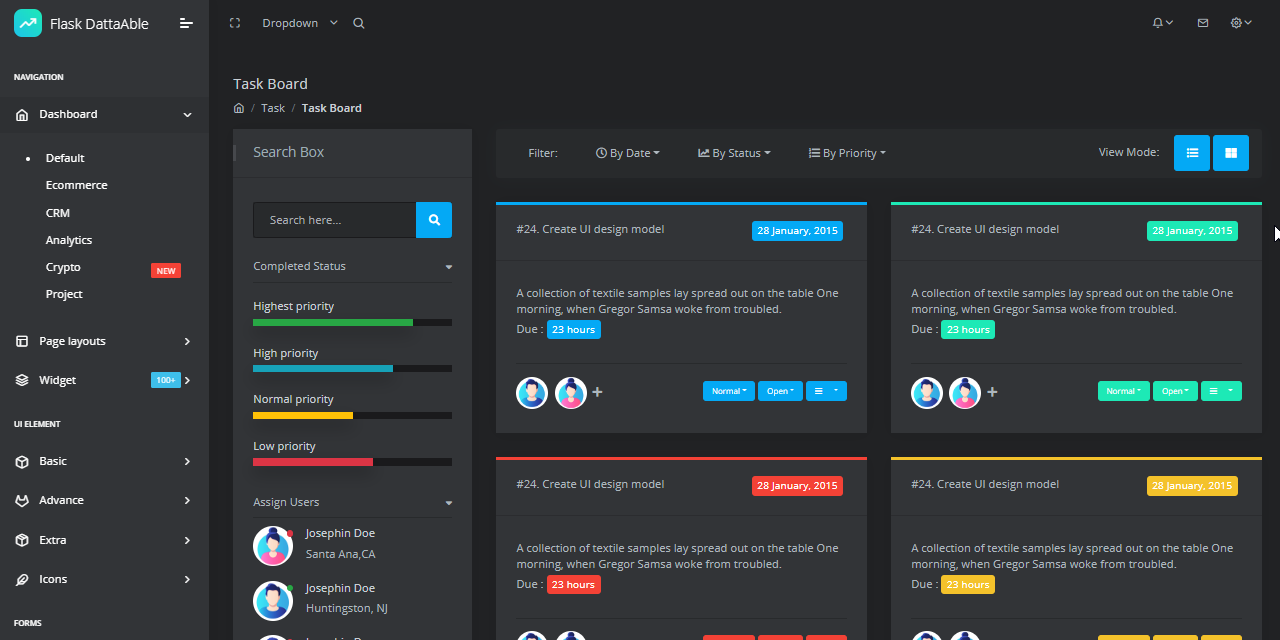 Flask DattaAble
NAVIGATION
Dashboard
Default
Ecommerce
CRM
Analytics
Crypto NEW
Project
Page layouts
Widget 100+
UI ELEMENT
Basic
Advance
Extra
Icons
FORMS
Dropdown
Task Board
/ Task / Task Board
Search Box
Search here...
Completed Status
Highest priority
High priority
Normal priority
Low priority
Assign Users
Josephin Doe
Santa Ana,CA
Josephin Doe
Huntingston, NJ
Filter: By Date By Status By Priority View Mode:
#24. Create UI design model 28 January, 2015
A collection of textile samples lay spread out on the table One
morning, when Gregor Samsa woke from troubled.
Due : 23 hours
+ Normal Open
#24. Create UI design model 28 January, 2015
A collection of textile samples lay spread out on the table One
morning, when Gregor Samsa woke from troubled.
Due : 23 hours
+ Normal Open
#24. Create UI design model 28 January, 2015
A collection of textile samples lay spread out on the table One
morning, when Gregor Samsa woke from troubled.
Due : 23 hours
#24. Create UI design model 28 January, 2015
A collection of textile samples lay spread out on the table One
morning, when Gregor Samsa woke from troubled.
Due : 23 hours